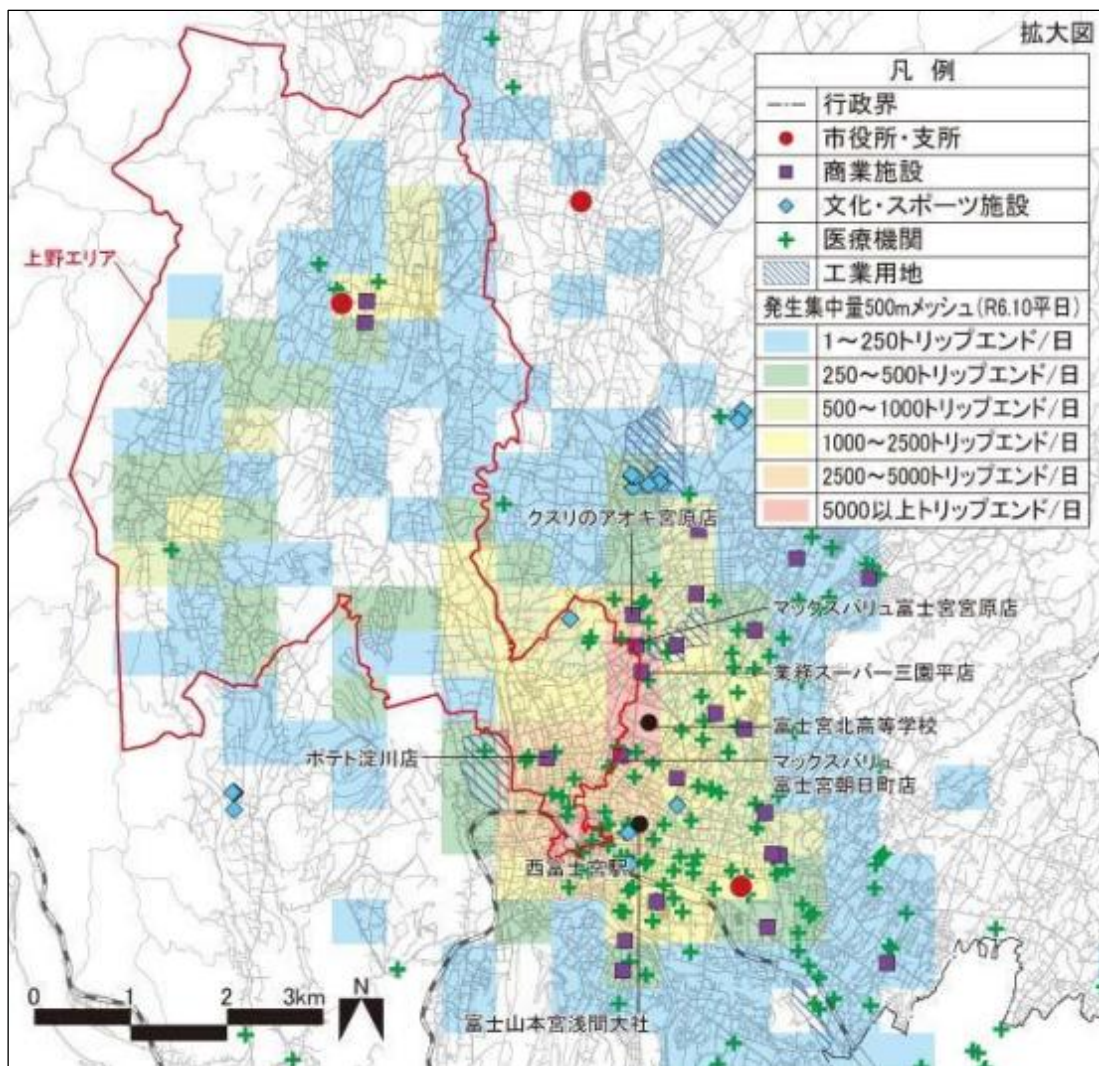 拡大図
凡 例
行政界
市役所・支所
商業施設
文化・スポーツ施設
医療機関
工業用地
発生集中量500mメッシュ(R6.10平日)
1～250トリップエンド/日
250～500トリップエンド/日
500～1000トリップエンド/日
1000～2500トリップエンド/日
2500～5000トリップエンド/日
5000以上トリップエンド/日
上野エリア
クスリのアオキ宮原店
マックスバリュ富士宮宮原店
業務スーパー三園平店
富士宮北高等学校
ポテト淀川店
マックスバリュ
富士宮朝日町店
西富士宮駅
富士山本宮浅間大社
0 1 2 3km
N